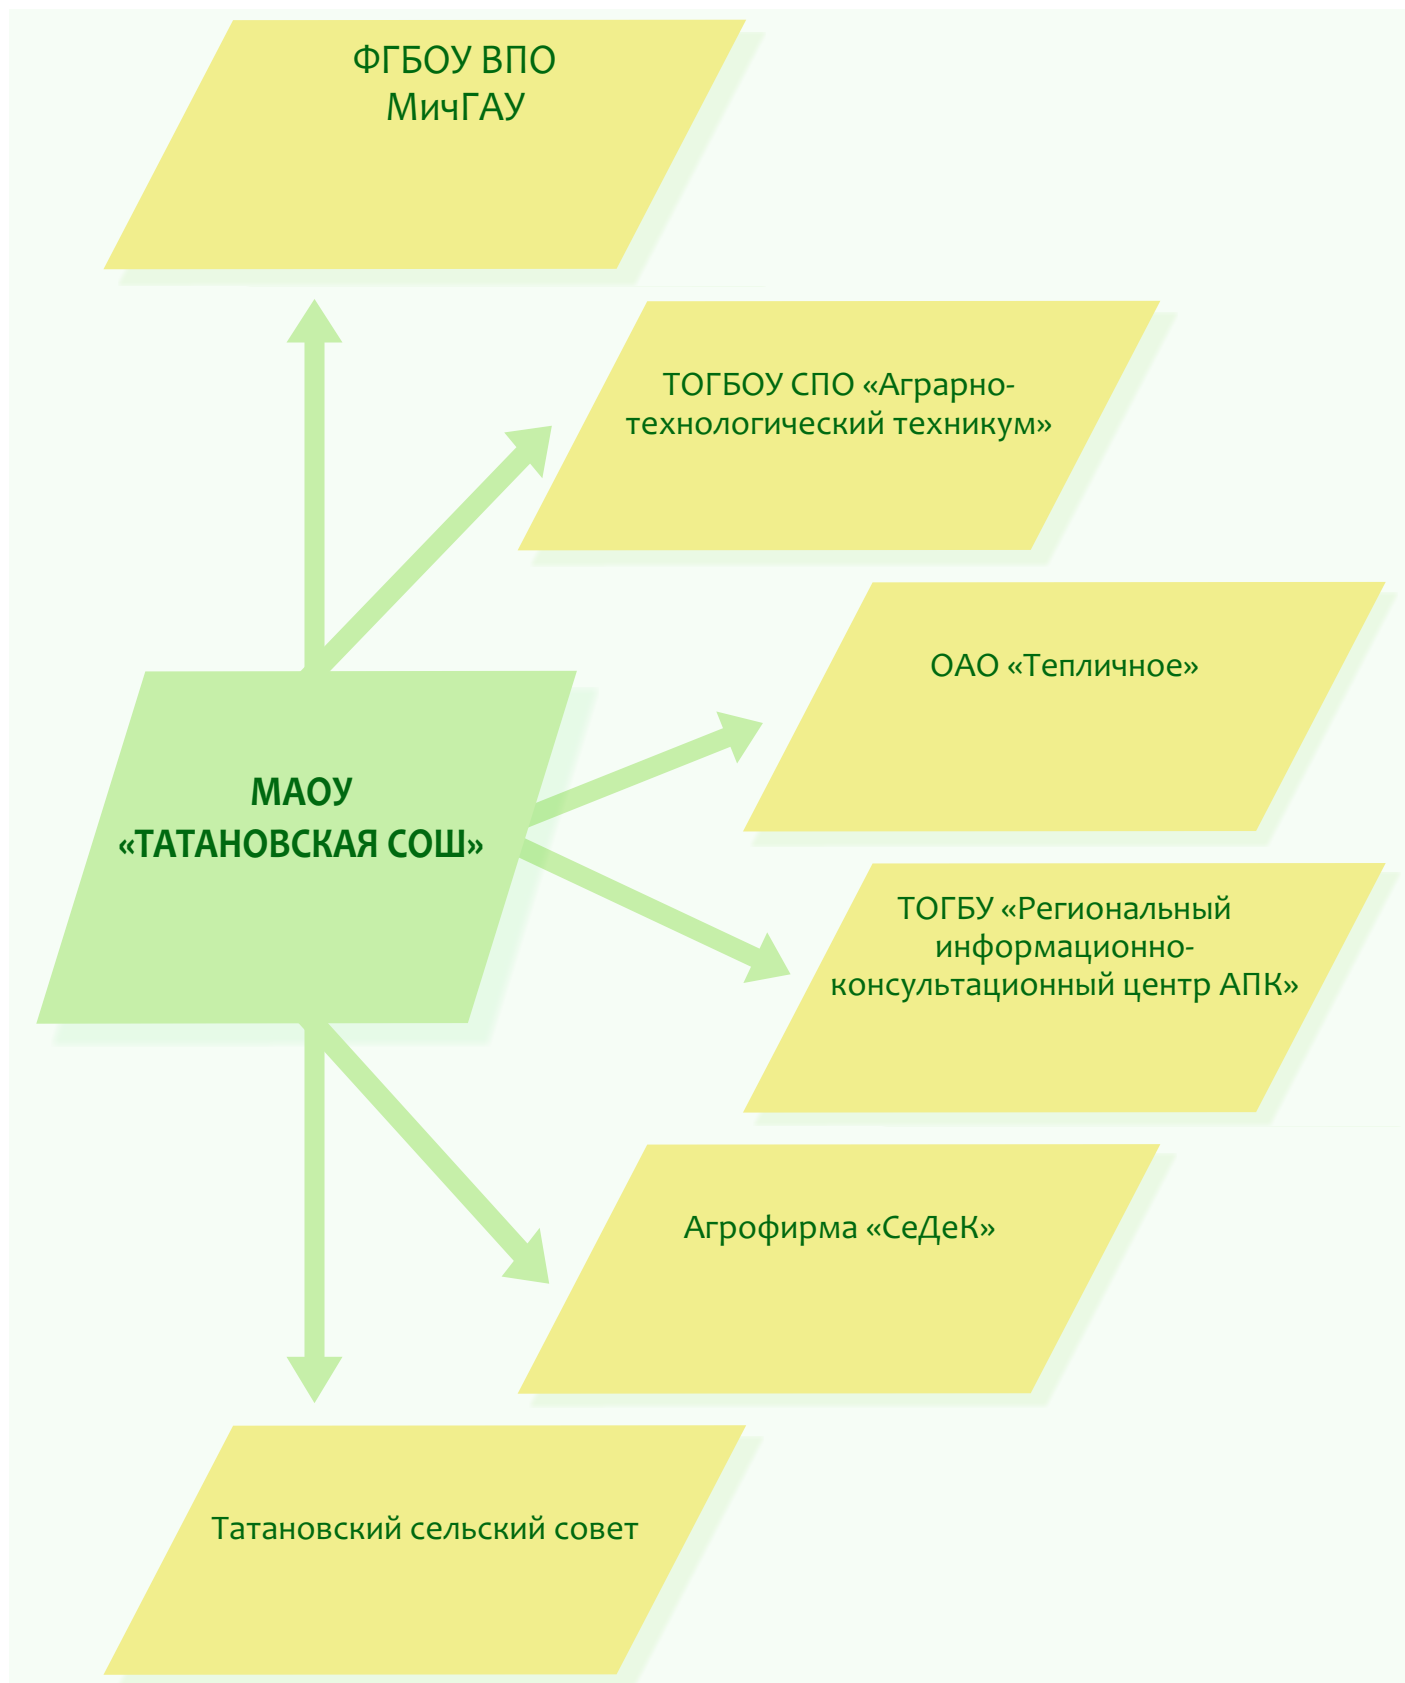 ФГБОУ ВПО
МичГАУ
ТОГБОУ СПО «Аграрно-
технологический техникум»
ОАО «Тепличное»
МАОУ
«ТАТАНОВСКАЯ СОШ»
ТОГБУ «Региональный
информационно-
консультационный центр АПК»
Агрофирма «СеДеК»
Татановский сельский совет